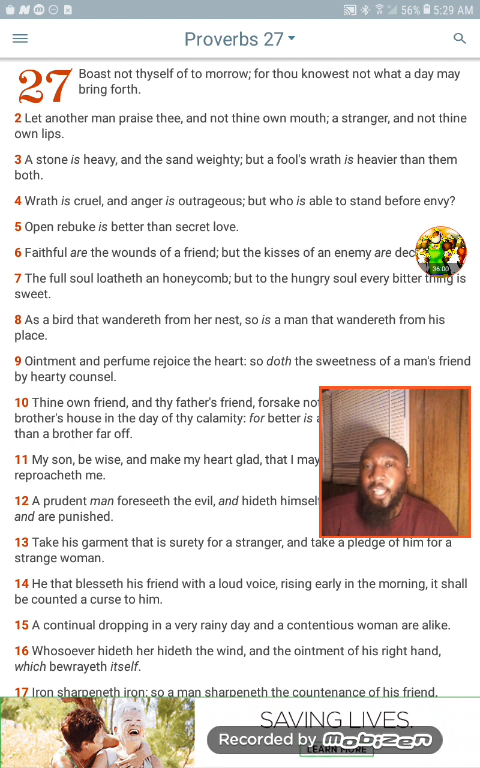 56% 5:29 AM
Proverbs 27
27 Boast not thyself of to morrow; for thou knowest not what a day may
bring forth.
2 Let another man praise thee, and not thine own mouth; a stranger, and not thine
own lips.
3 A stone is heavy, and the sand weighty; but a fool's wrath is heavier than them
both.
4 Wrath is cruel, and anger is outrageous; but who is able to stand before envy?
5 Open rebuke is better than secret love.
6 Faithful are the wounds of a friend; but the kisses of an enemy are
36:00
7 The full soul loatheth an honeycomb; but to the hungry soul every bitter thing is
sweet.
8 As a bird that wandereth from her nest, so is a man that wandereth from his
place.
9 Ointment and perfume rejoice the heart: so doth the sweetness of a man's friend
by hearty counsel.
10 Thine own friend, and thy father's friend, forsake
brother's house in the day of thy calamity: for better is
than a brother far off.
11 My son, be wise, and make my heart glad, that I may
reproacheth me.
12 A prudent man foreseeth the evil, and hideth
and are punished.
13 Take his garment that is surety for a stranger, and take a pledge of him for a
strange woman.
14 He that blesseth his friend with a loud voice, rising early in the morning, it shall
be counted a curse to him.
15 A continual dropping in a very rainy day and a contentious woman are alike.
16 Whosoever hideth her hideth the wind, and the ointment of his right hand,
which bewrayeth itself.
17 Iron sharpeneth iron; so a man sharpeneth the countenance of his friend.
SAVING LIVES.
Recorded by Mobizen
LEARN MORE